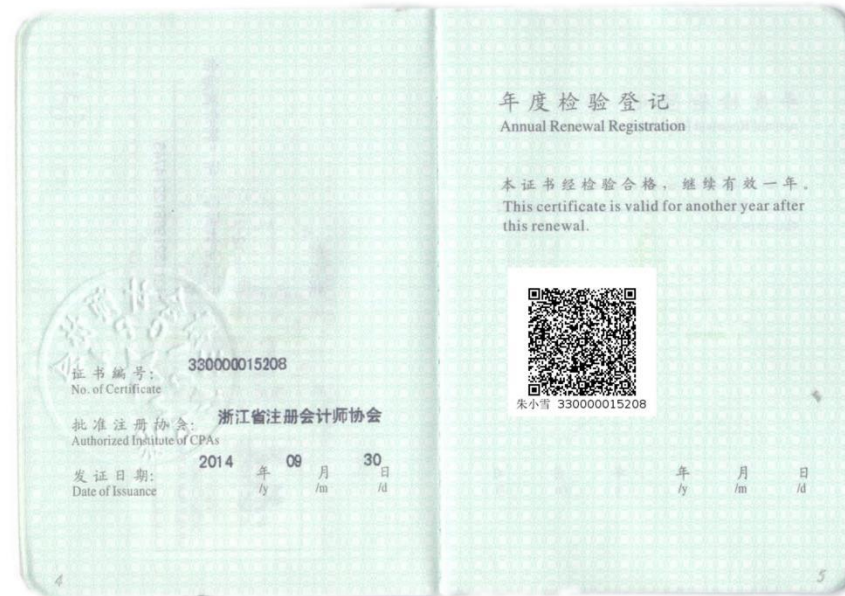 证书编号：
No. of Certificate
330000015208
批准注册协会：
Authorized Institute of CPAs
浙江省注册会计师协会
发证日期：
Date of Issuance
2014 年 09 月 30 日
/y /m /d
4
年度检验登记
Annual Renewal Registration
本证书经检验合格，继续有效一年。
This certificate is valid for another year after
this renewal.
朱小雪 330000015208
年 月 日
/y /m /d
5